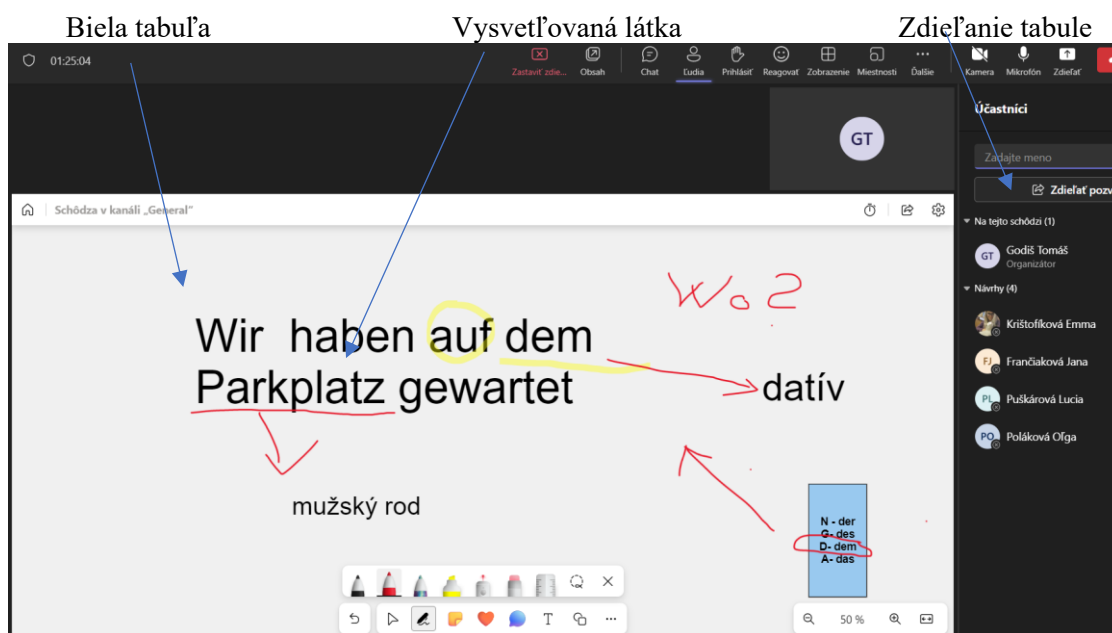 Biela tabuľa Vysvetľovaná látka Zdieľanie tabule
01:25:04
Zastaviť zdie... Obsah Chat Ľudia Prihlásiť Reagovať Zobrazenie Miestnosti Ďalšie Kamera Mikrofón Zdieľať
Účastníci
GT
Zadajte meno
Zdieľať pozv
Schôdza v kanáli „General“
Na tejto schôdzi (1)
GT Godiš Tomáš
Organizátor
Návrhy (4)
Krištofíková Emma
FJ Frančiaková Jana
PL Puškárová Lucia
PO Poláková Oľga
Wo?
Wir haben auf dem
Parkplatz gewartet
datív
mužský rod
N - der
G- des
D- dem
A- das
T
50 %